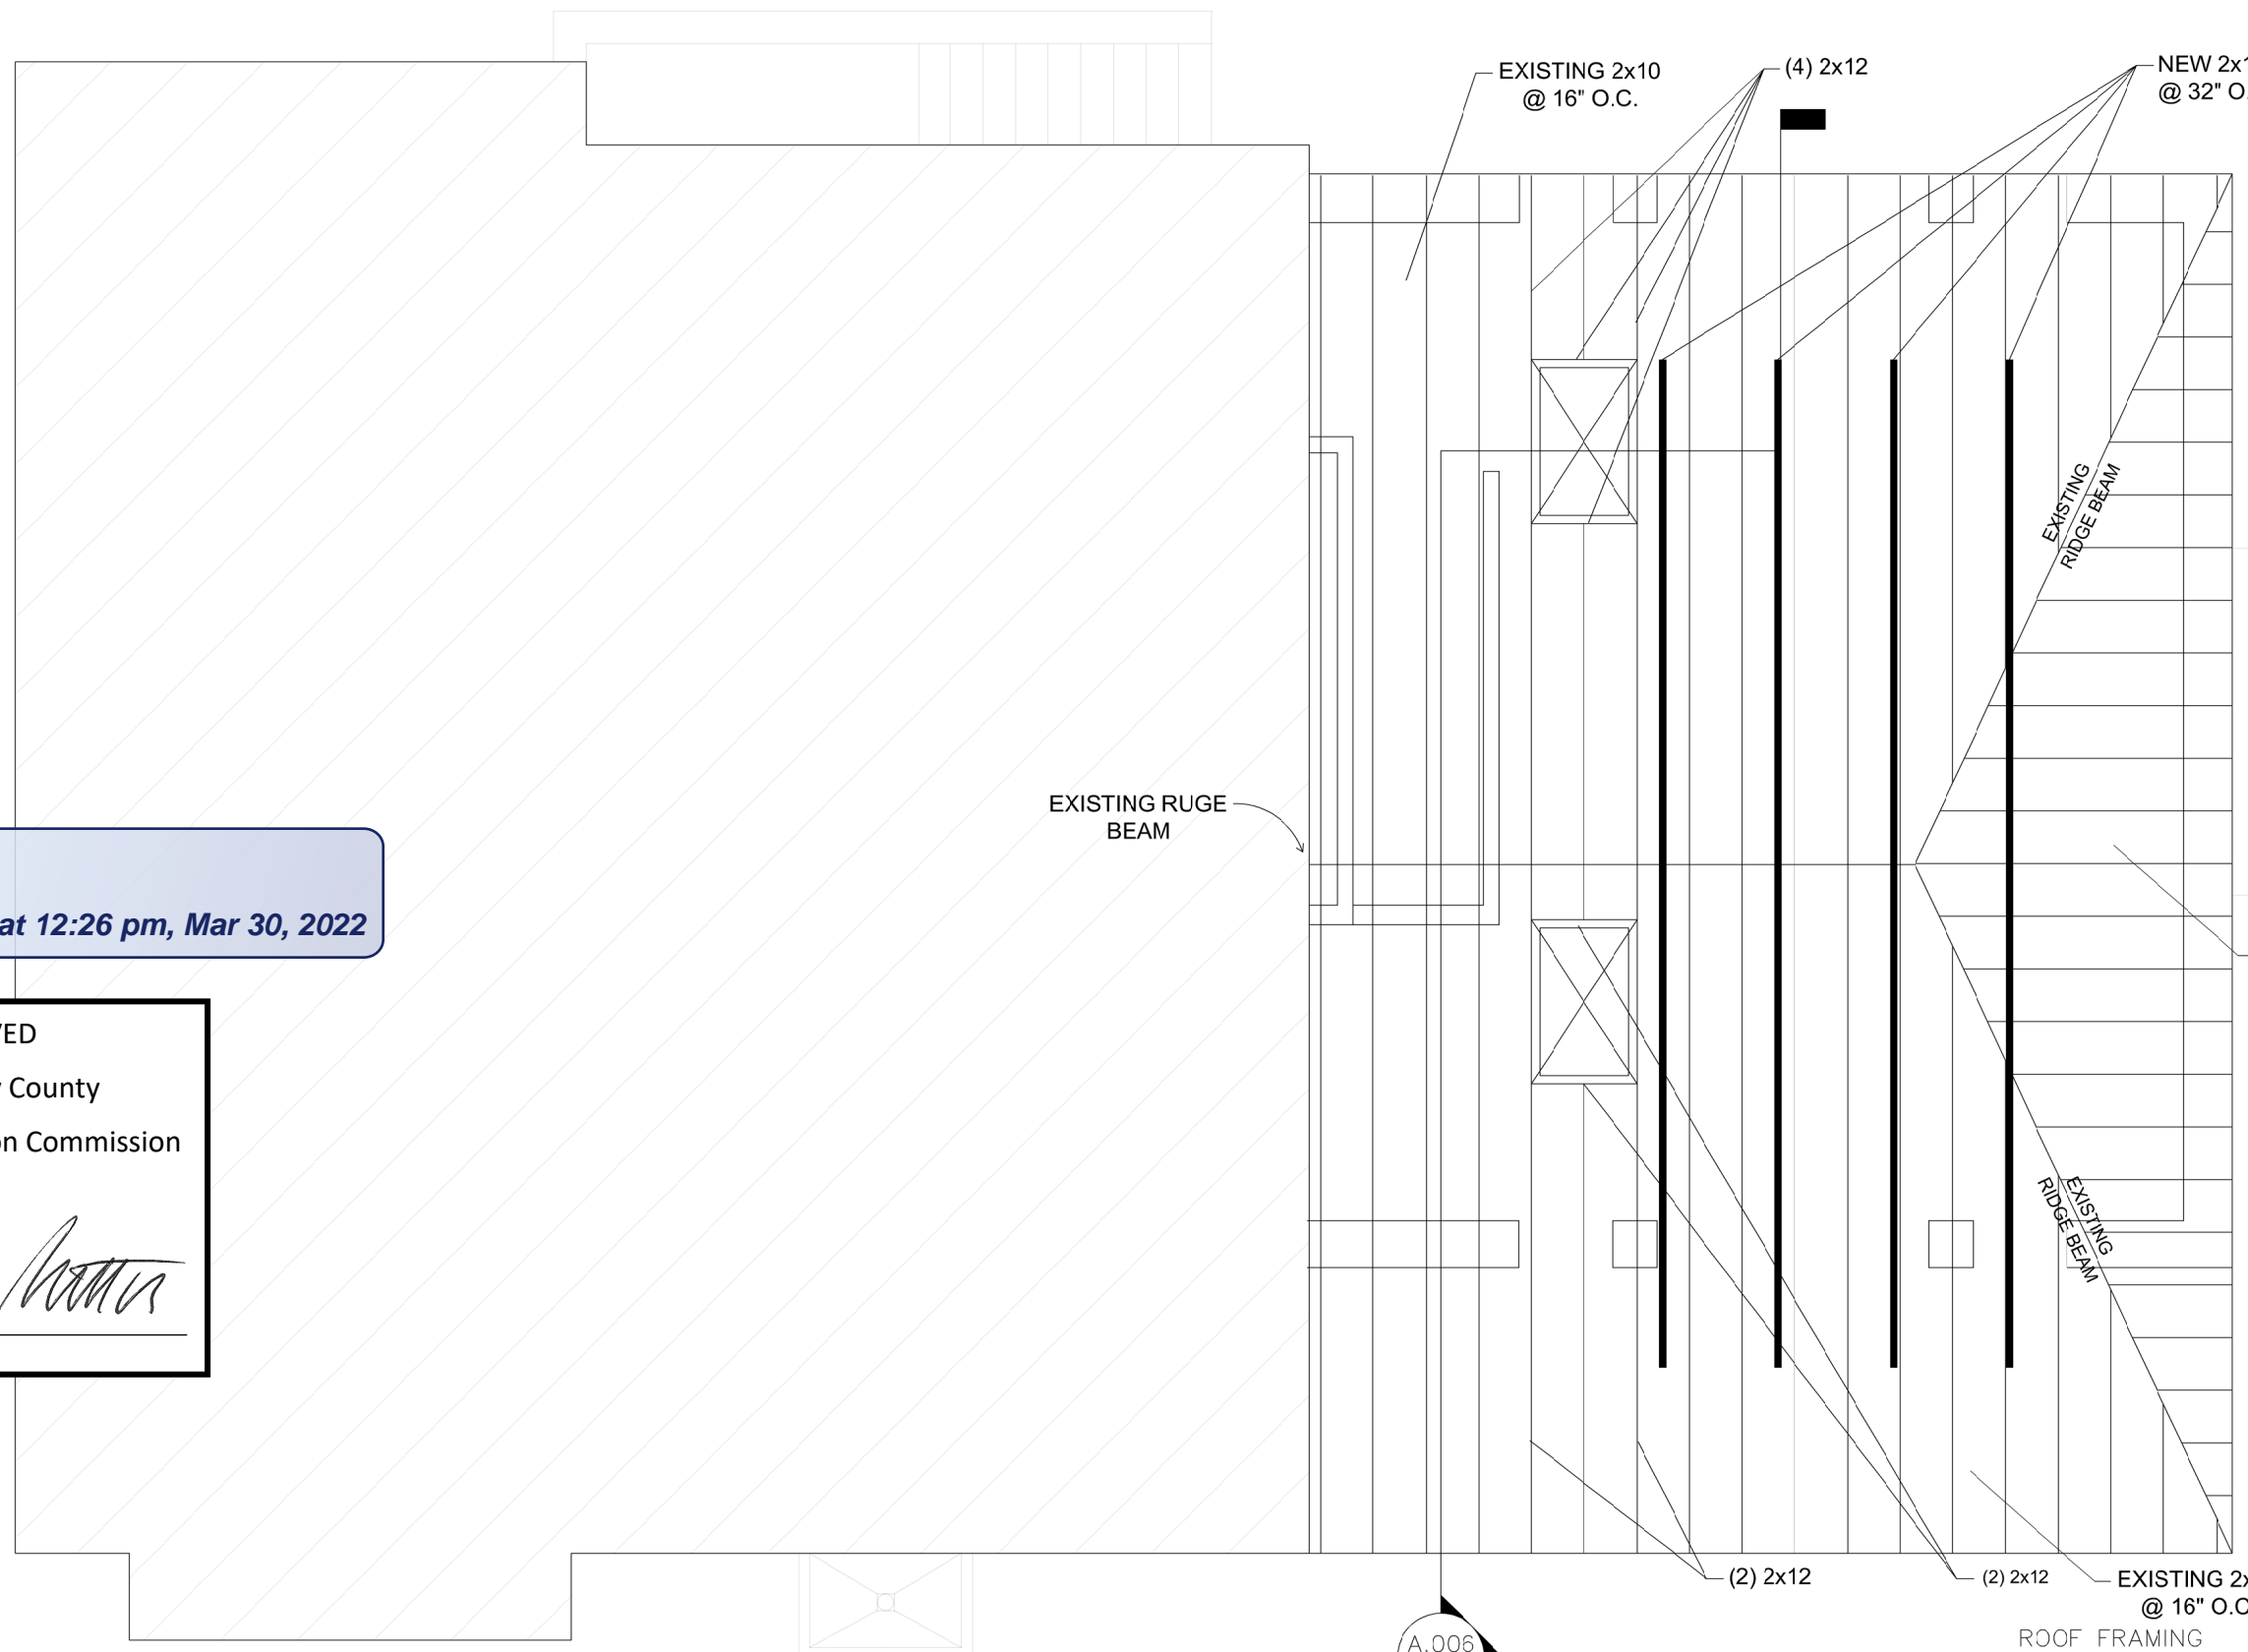 EXISTING 2x10
@ 16" O.C.
(4) 2x12
NEW 2x1
@ 32" O.
EXISTING
RIDGE BEAM
EXISTING RUGE
BEAM
at 12:26 pm, Mar 30, 2022
VED
County
on Commission
EXISTING
RIDGE BEAM
(2) 2x12
(2) 2x12
EXISTING 2x
@ 16" O.C
A.006
ROOF FRAMING